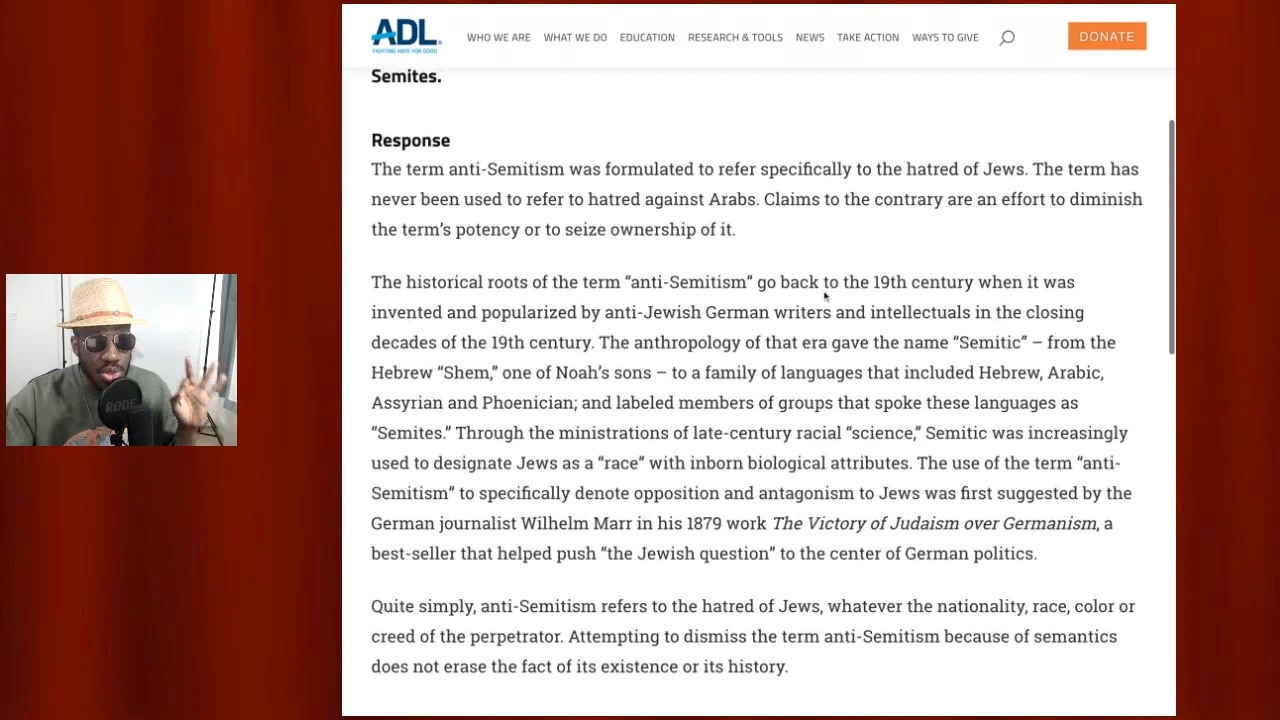 ADL
FIGHTING HATE FOR GOOD
WHO WE ARE WHAT WE DO EDUCATION RESEARCH & TOOLS NEWS TAKE ACTION WAYS TO GIVE DONATE
Semites.
Response
The term anti-Semitism was formulated to refer specifically to the hatred of Jews. The term has
never been used to refer to hatred against Arabs. Claims to the contrary are an effort to diminish
the term’s potency or to seize ownership of it.
The historical roots of the term “anti-Semitism” go back to the 19th century when it was
invented and popularized by anti-Jewish German writers and intellectuals in the closing
decades of the 19th century. The anthropology of that era gave the name “Semitic” – from the
Hebrew “Shem,” one of Noah’s sons – to a family of languages that included Hebrew, Arabic,
Assyrian and Phoenician; and labeled members of groups that spoke these languages as
“Semites.” Through the ministrations of late-century racial “science,” Semitic was increasingly
used to designate Jews as a “race” with inborn biological attributes. The use of the term “anti-
Semitism” to specifically denote opposition and antagonism to Jews was first suggested by the
German journalist Wilhelm Marr in his 1879 work The Victory of Judaism over Germanism, a
best-seller that helped push “the Jewish question” to the center of German politics.
Quite simply, anti-Semitism refers to the hatred of Jews, whatever the nationality, race, color or
creed of the perpetrator. Attempting to dismiss the term anti-Semitism because of semantics
does not erase the fact of its existence or its history.
RØDE